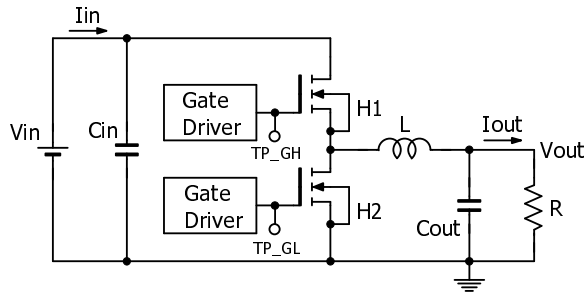 Iin
Vin
Cin
Gate
Driver
TP_GH
H1
L
Iout
Vout
Gate
Driver
TP_GL
H2
Cout
R